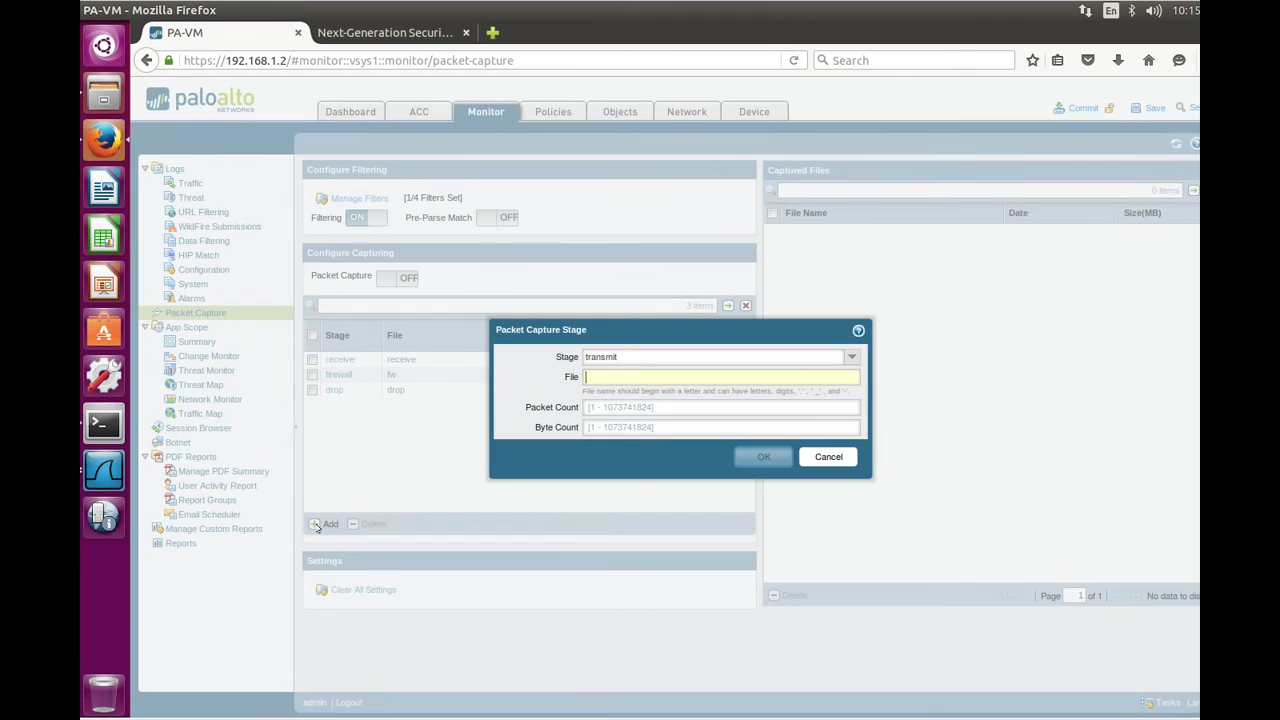 PA-VM - Mozilla Firefox
En
10:15
PA-VM
Next-Generation Securi...
https://192.168.1.2/#monitor::vsys1::monitor/packet-capture
Search
paloalto
NETWORKS
Dashboard
ACC
Monitor
Policies
Objects
Network
Device
Commit
Save
Se
Logs
Traffic
Threat
URL Filtering
WildFire Submissions
Data Filtering
HIP Match
Configuration
System
Alarms
Packet Capture
App Scope
Summary
Change Monitor
Threat Monitor
Threat Map
Network Monitor
Traffic Map
Session Browser
Botnet
PDF Reports
Manage PDF Summary
User Activity Report
Report Groups
Email Scheduler
Manage Custom Reports
Reports
Configure Filtering
Manage Filters
[1/4 Filters Set]
Filtering ON
Pre-Parse Match OFF
Configure Capturing
Packet Capture OFF
3 items
Stage File
receive receive
firewall fw
drop drop
Add Delete
Settings
Clear All Settings
Captured Files
0 items
File Name Date Size(MB)
Delete
Page 1 of 1
No data to dis
Packet Capture Stage
Stage transmit
File
File name should begin with a letter and can have letters, digits, '.', '_', and '-'.
Packet Count [1 - 1073741824]
Byte Count [1 - 1073741824]
OK Cancel
admin | Logout
Tasks
Lan